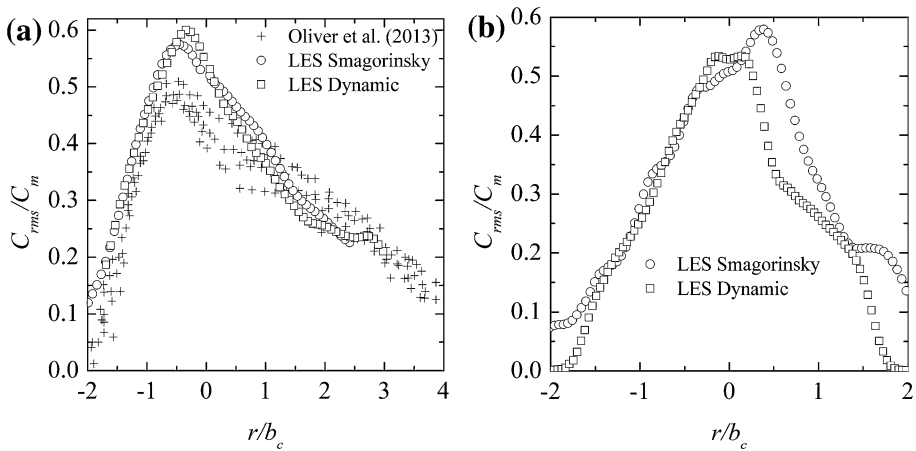 (a)
0.6
0.5
0.4
0.3
0.2
0.1
0.0
C_rms/C_m
-2 -1 0 1 2 3 4
r/b_c
Oliver et al. (2013)
LES Smagorinsky
LES Dynamic
(b)
0.6
0.5
0.4
0.3
0.2
0.1
0.0
C_rms/C_m
-2 -1 0 1 2
r/b_c
LES Smagorinsky
LES Dynamic